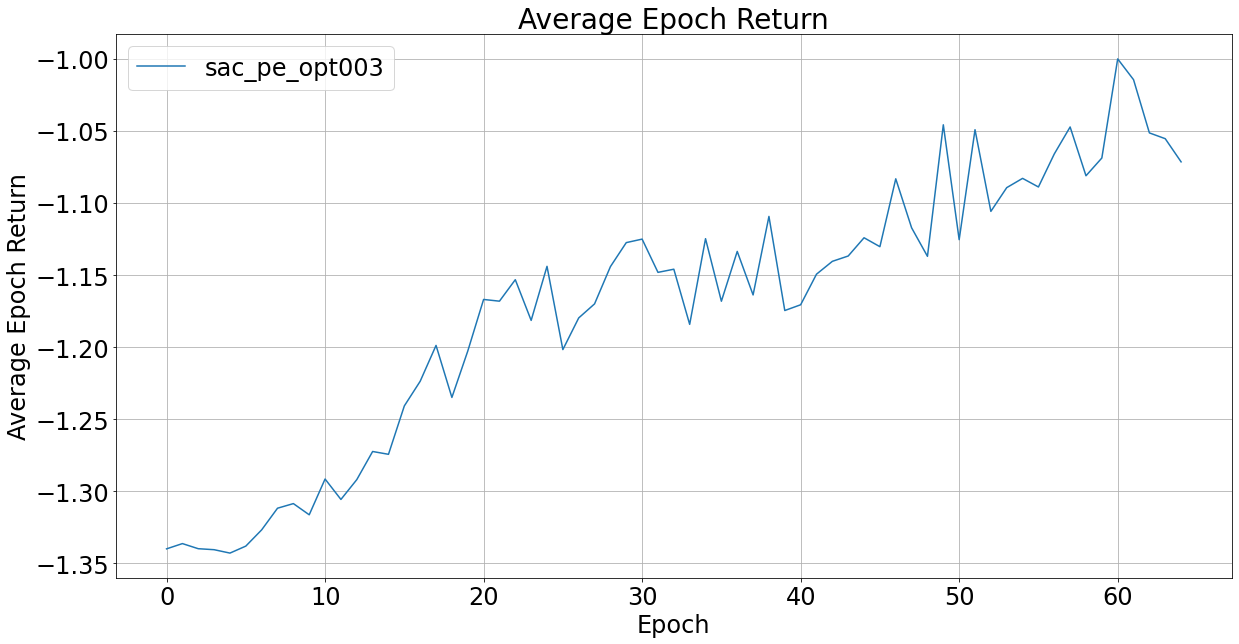 Average Epoch Return
sac_pe_opt003
Average Epoch Return
−1.00
−1.05
−1.10
−1.15
−1.20
−1.25
−1.30
−1.35
0 10 20 30 40 50 60
Epoch